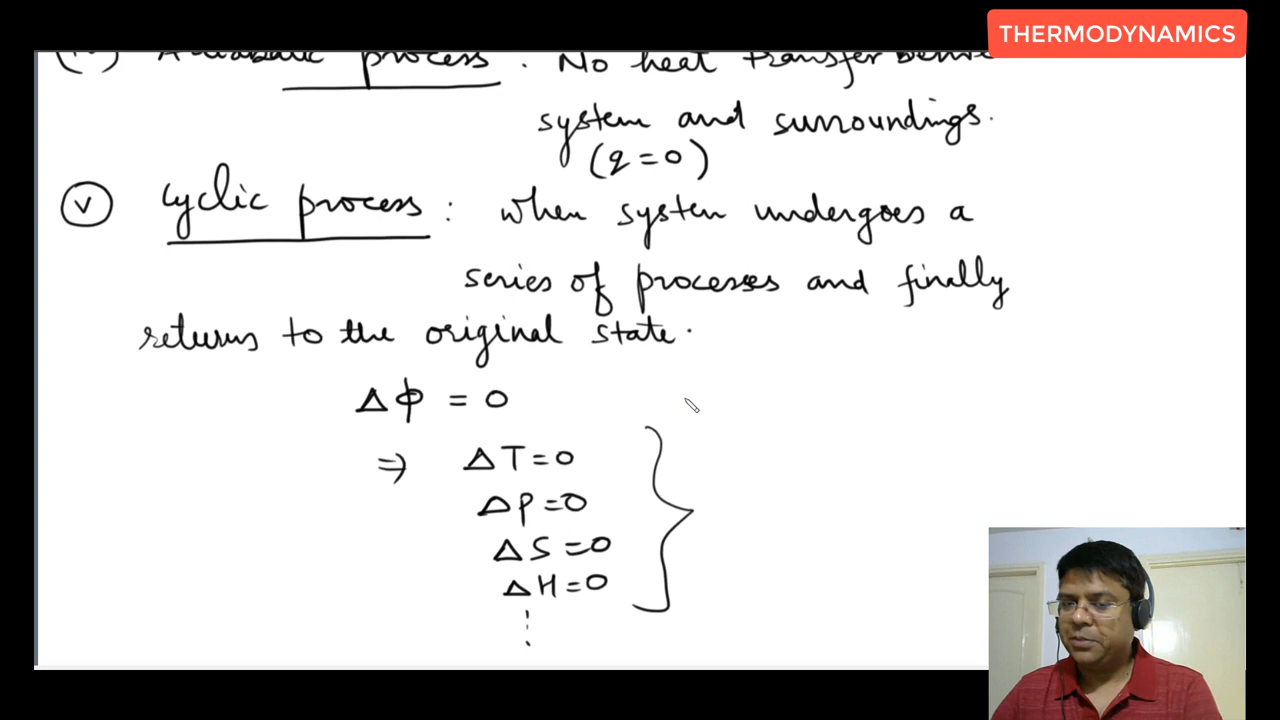 THERMODYNAMICS
process : No heat transfer
system and surroundings.
(q=0)
(v) cyclic process : when system undergoes a
series of processes and finally
returns to the original state.
Δφ = 0
⇒ ΔT=0
ΔP=0
ΔS=0
ΔH=0